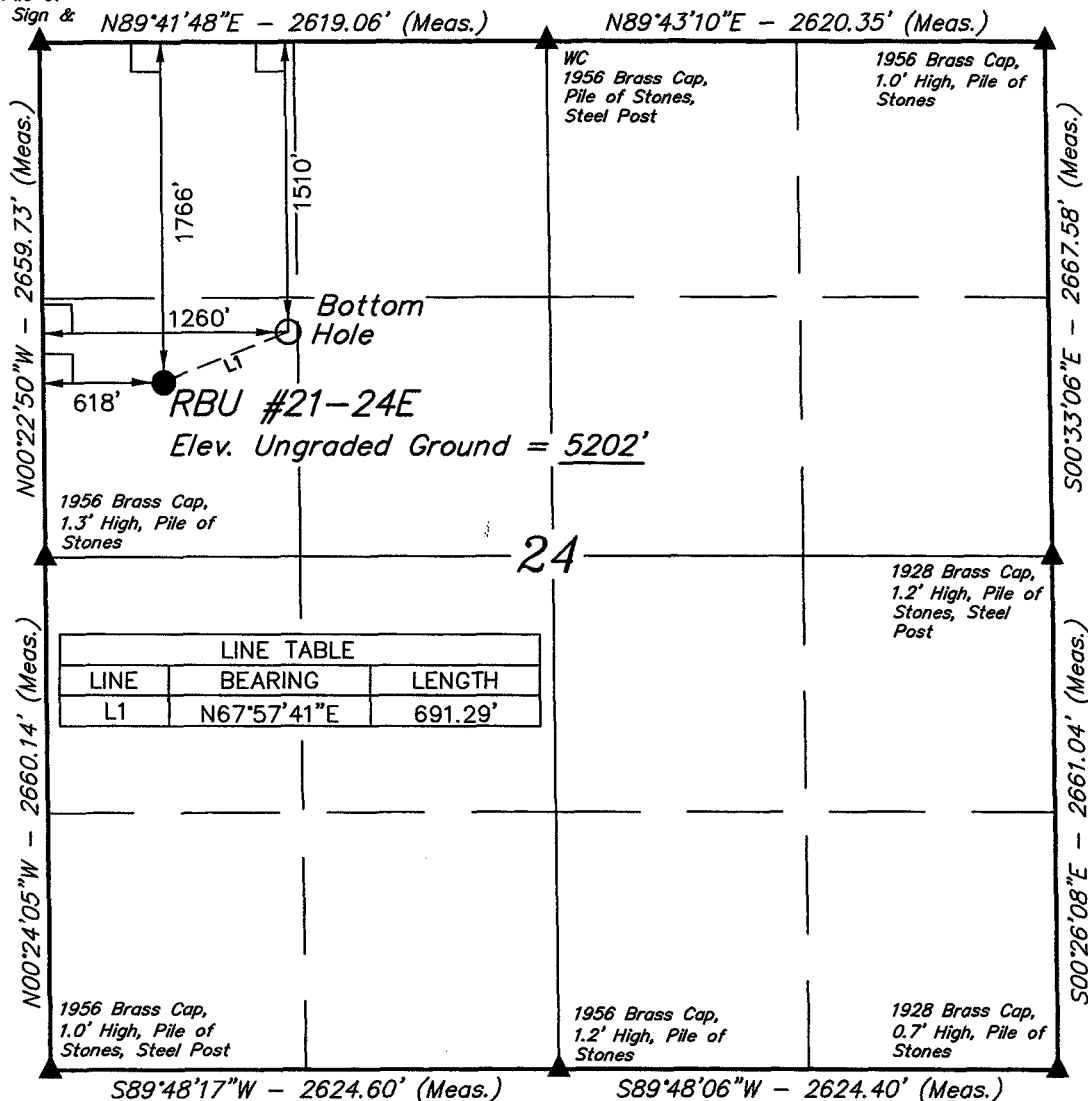 Sign &
N89°41'48"E - 2619.06' (Meas.)
N89°43'10"E - 2620.35' (Meas.)
WC
1956 Brass Cap,
Pile of Stones,
Steel Post
1956 Brass Cap,
1.0' High, Pile of
Stones
N00°22'50"W - 2659.73' (Meas.)
S00°33'06"E - 2667.58' (Meas.)
1766'
1510'
1260'
Bottom
Hole
L1
618'
RBU #21-24E
Elev. Ungraded Ground = 5202'
1956 Brass Cap,
1.3' High, Pile of
Stones
24
1928 Brass Cap,
1.2' High, Pile of
Stones, Steel
Post
LINE TABLE
LINE BEARING LENGTH
L1 N67°57'41"E 691.29'
N00°24'05"W - 2660.14' (Meas.)
S00°26'08"E - 2661.04' (Meas.)
1956 Brass Cap,
1.0' High, Pile of
Stones, Steel Post
1956 Brass Cap,
1.2' High, Pile of
Stones
1928 Brass Cap,
0.7' High, Pile of
Stones
S89°48'17"W - 2624.60' (Meas.)
S89°48'06"W - 2624.40' (Meas.)